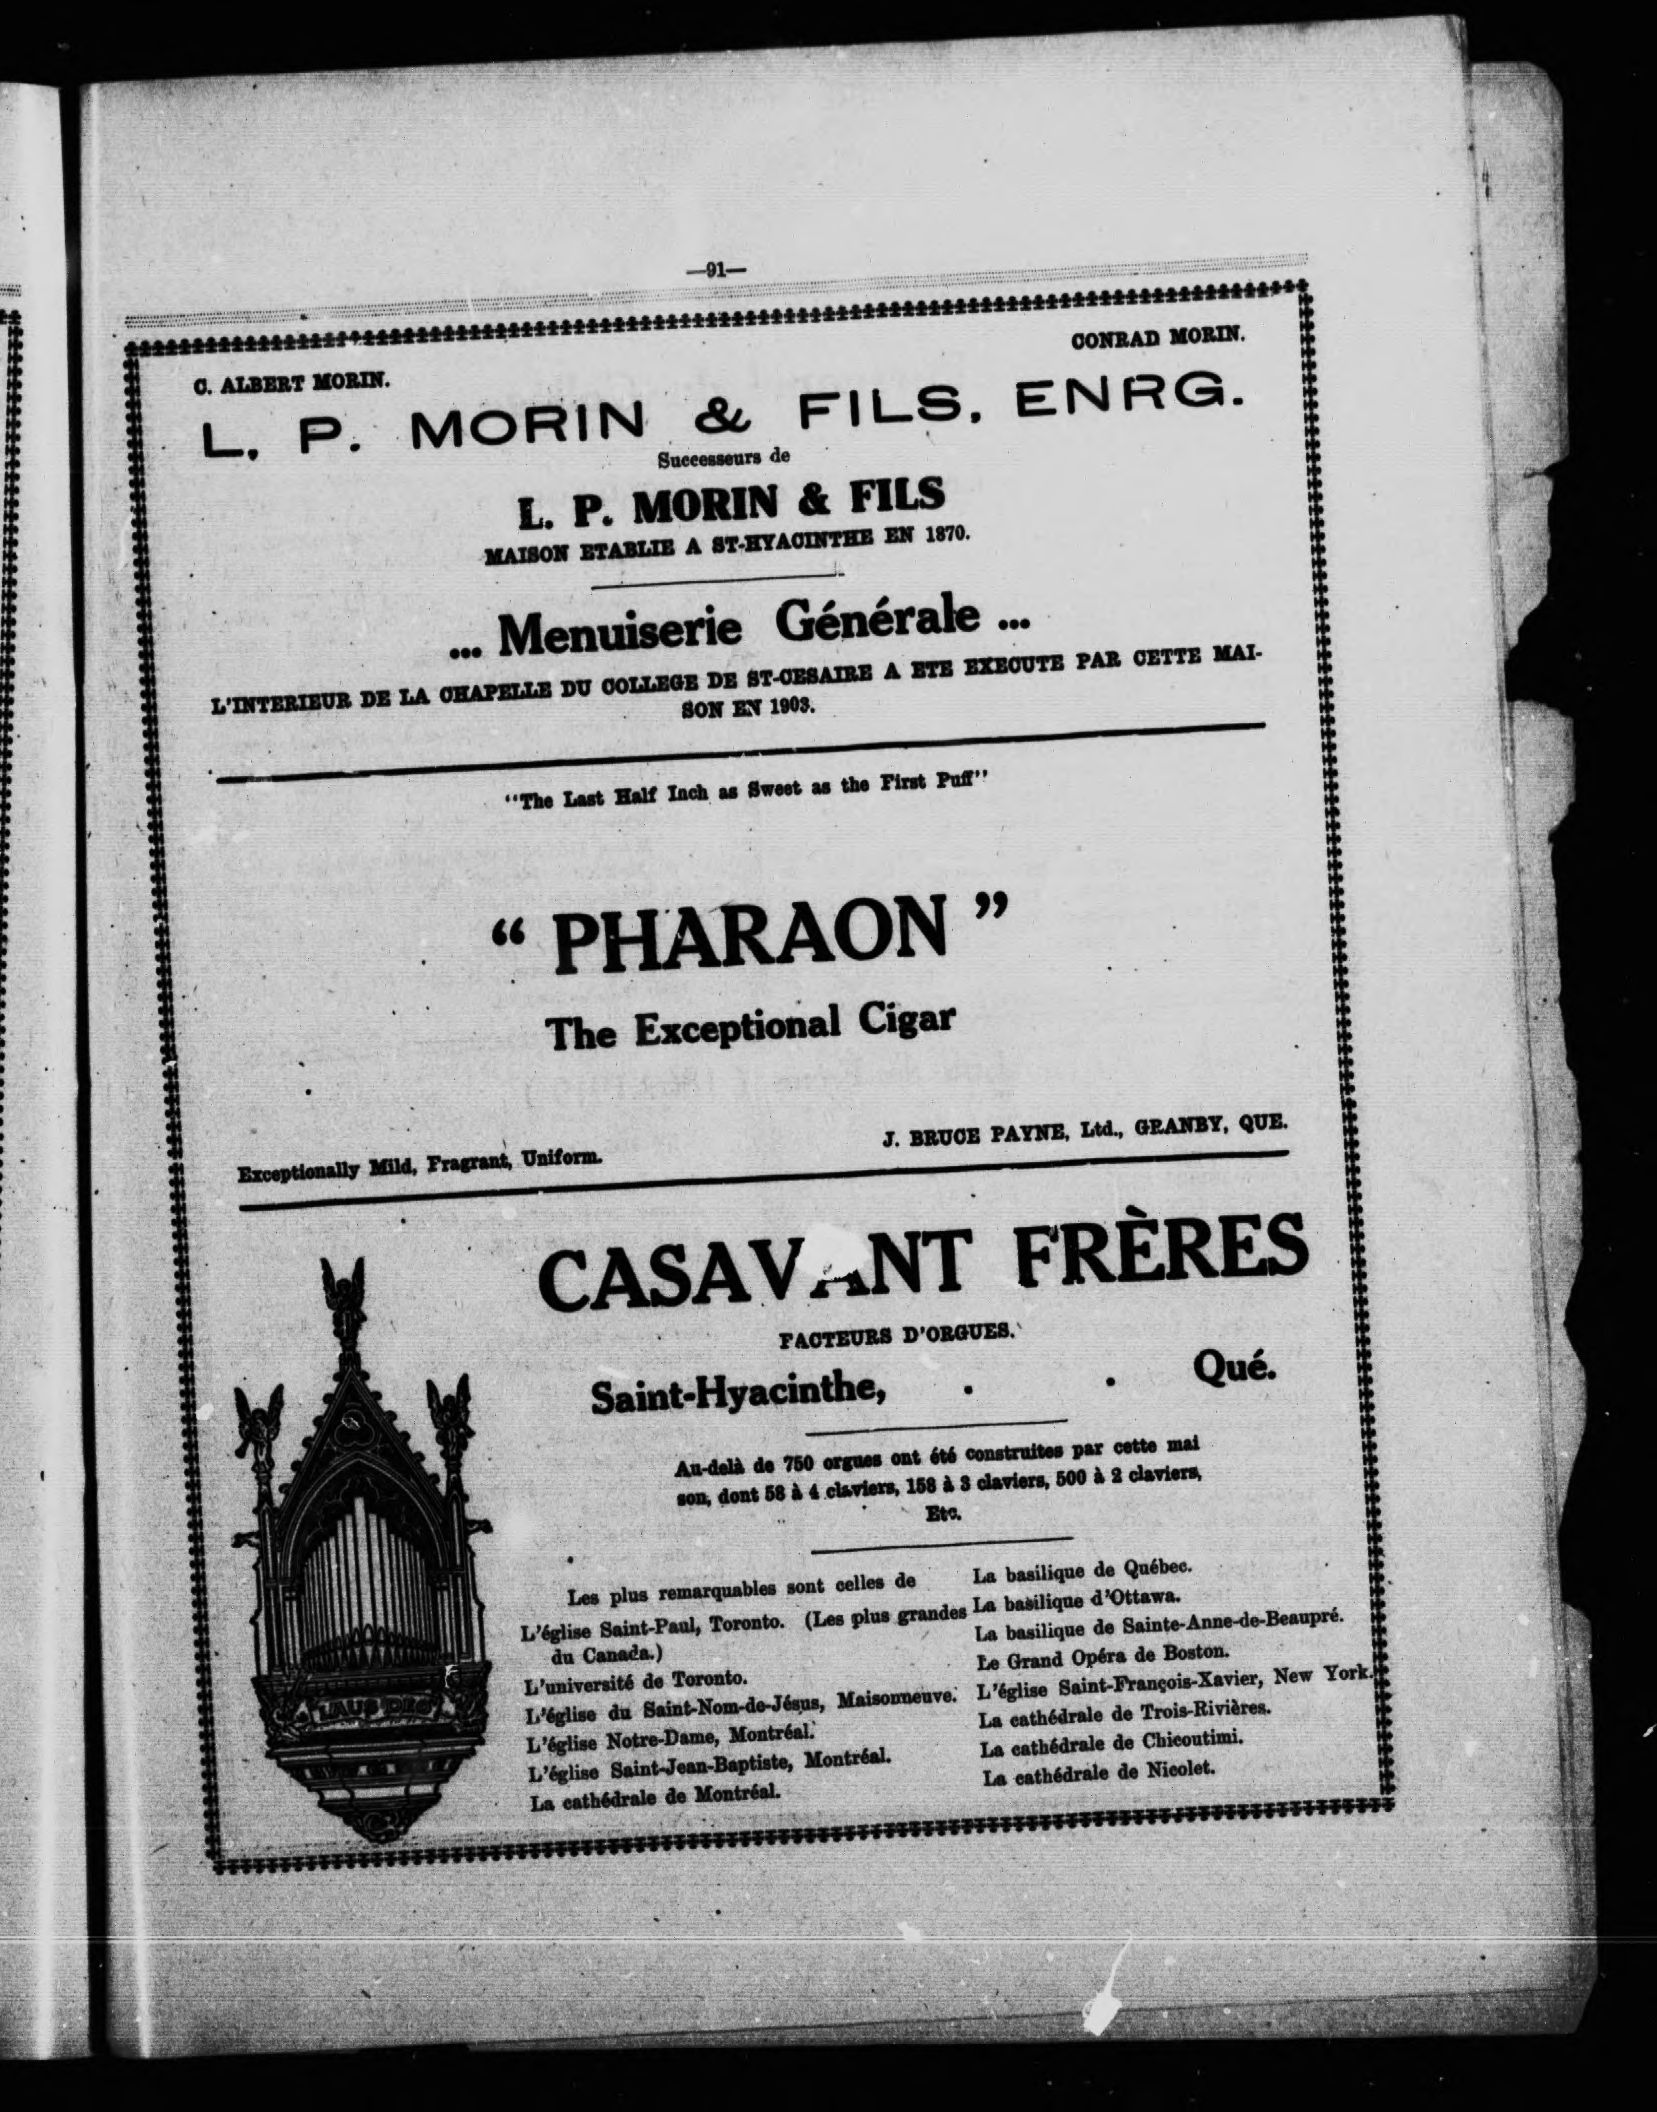 —91—
C. ALBERT MORIN.
CONRAD MORIN.
L. P. MORIN & FILS, ENRG.
Successeurs de
L. P. MORIN & FILS
MAISON ETABLIE A ST-HYACINTHE EN 1870.
... Menuiserie Générale ...
L'INTERIEUR DE LA CHAPELLE DU COLLEGE DE ST-CESAIRE A ETE EXECUTE PAR CETTE MAI-
SON EN 1903.
"The Last Half Inch as Sweet as the First Puff"
“ PHARAON ”
The Exceptional Cigar
J. BRUCE PAYNE, Ltd., GRANBY, QUE.
Exceptionally Mild, Fragrant, Uniform.
CASAVANT FRÈRES
FACTEURS D'ORGUES.
Saint-Hyacinthe, . . Qué.
Au-delà de 750 orgues ont été construites par cette mai
son, dont 58 à 4 claviers, 158 à 3 claviers, 500 à 2 claviers,
Etc.
Les plus remarquables sont celles de
L'église Saint-Paul, Toronto. (Les plus grandes
du Canada.)
L'université de Toronto.
L'église du Saint-Nom-de-Jésus, Maisonneuve.
L'église Notre-Dame, Montréal.
L'église Saint-Jean-Baptiste, Montréal.
La cathédrale de Montréal.
La basilique de Québec.
La basilique d'Ottawa.
La basilique de Sainte-Anne-de-Beaupré.
Le Grand Opéra de Boston.
L'église Saint-François-Xavier, New York.
La cathédrale de Trois-Rivières.
La cathédrale de Chicoutimi.
La cathédrale de Nicolet.
LAUS DEO